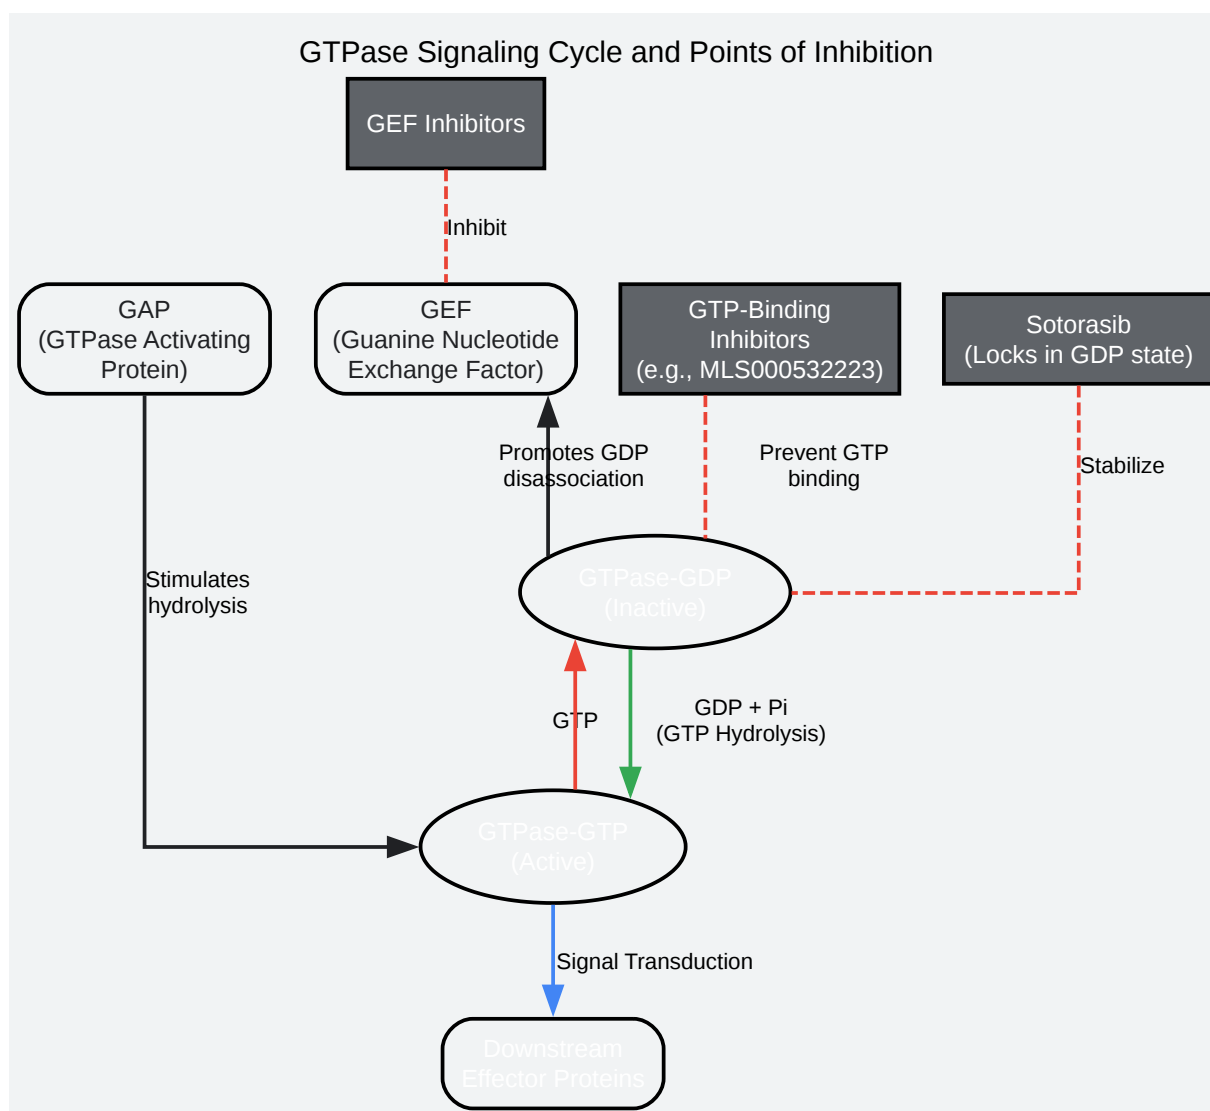 GTPase Signaling Cycle and Points of Inhibition
GEF Inhibitors
Inhibit
GAP
(GTPase Activating
Protein)
GEF
(Guanine Nucleotide
Exchange Factor)
GTP-Binding
Inhibitors
(e.g., MLS000532223)
Sotorasib
(Locks in GDP state)
Promotes GDP
disassociation
Prevent GTP
binding
Stabilize
Stimulates
hydrolysis
GTPase-GDP
(Inactive)
GTP
GDP + Pi
(GTP Hydrolysis)
GTPase-GTP
(Active)
Signal Transduction
Downstream
Effector Proteins